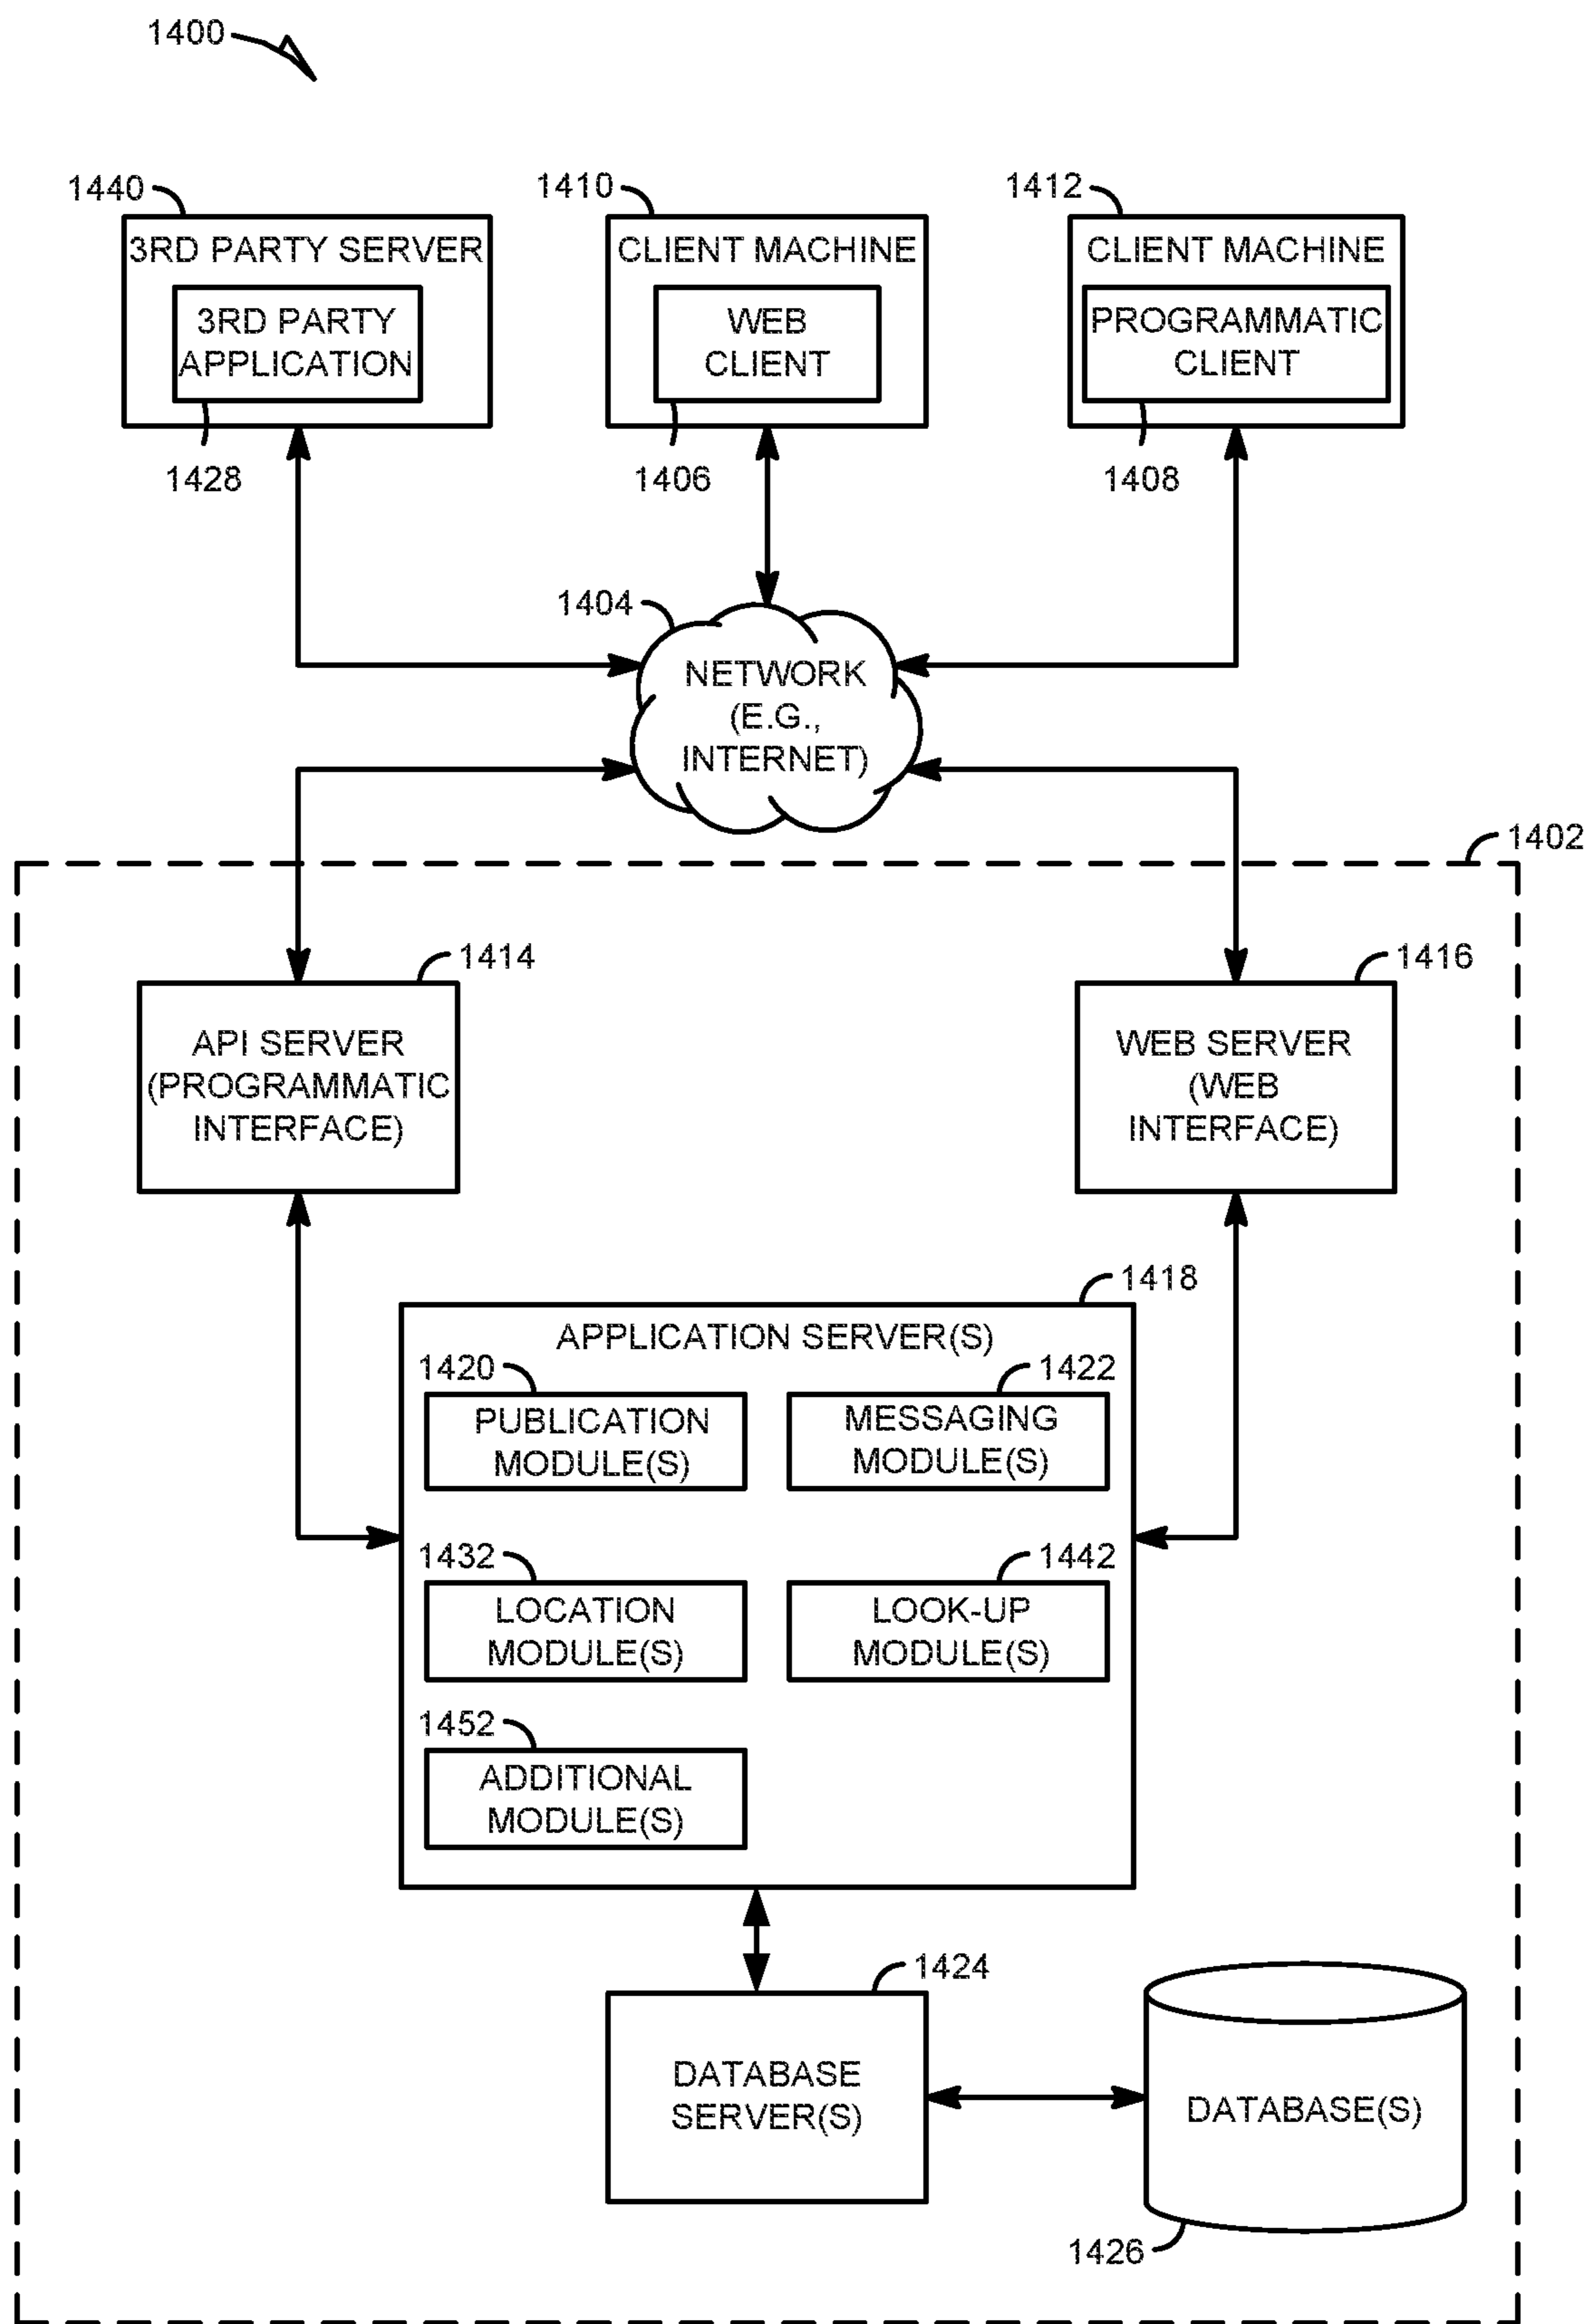 1400
1440
1410
1412
3RD PARTY SERVER
3RD PARTY
APPLICATION
1428
CLIENT MACHINE
WEB
CLIENT
1406
CLIENT MACHINE
PROGRAMMATIC
CLIENT
1408
1404
NETWORK
(E.G.,
INTERNET)
1402
1414
API SERVER
(PROGRAMMATIC
INTERFACE)
1416
WEB SERVER
(WEB
INTERFACE)
1418
APPLICATION SERVER(S)
1420
PUBLICATION
MODULE(S)
1422
MESSAGING
MODULE(S)
1432
LOCATION
MODULE(S)
1442
LOOK-UP
MODULE(S)
1452
ADDITIONAL
MODULE(S)
1424
DATABASE
SERVER(S)
DATABASE(S)
1426